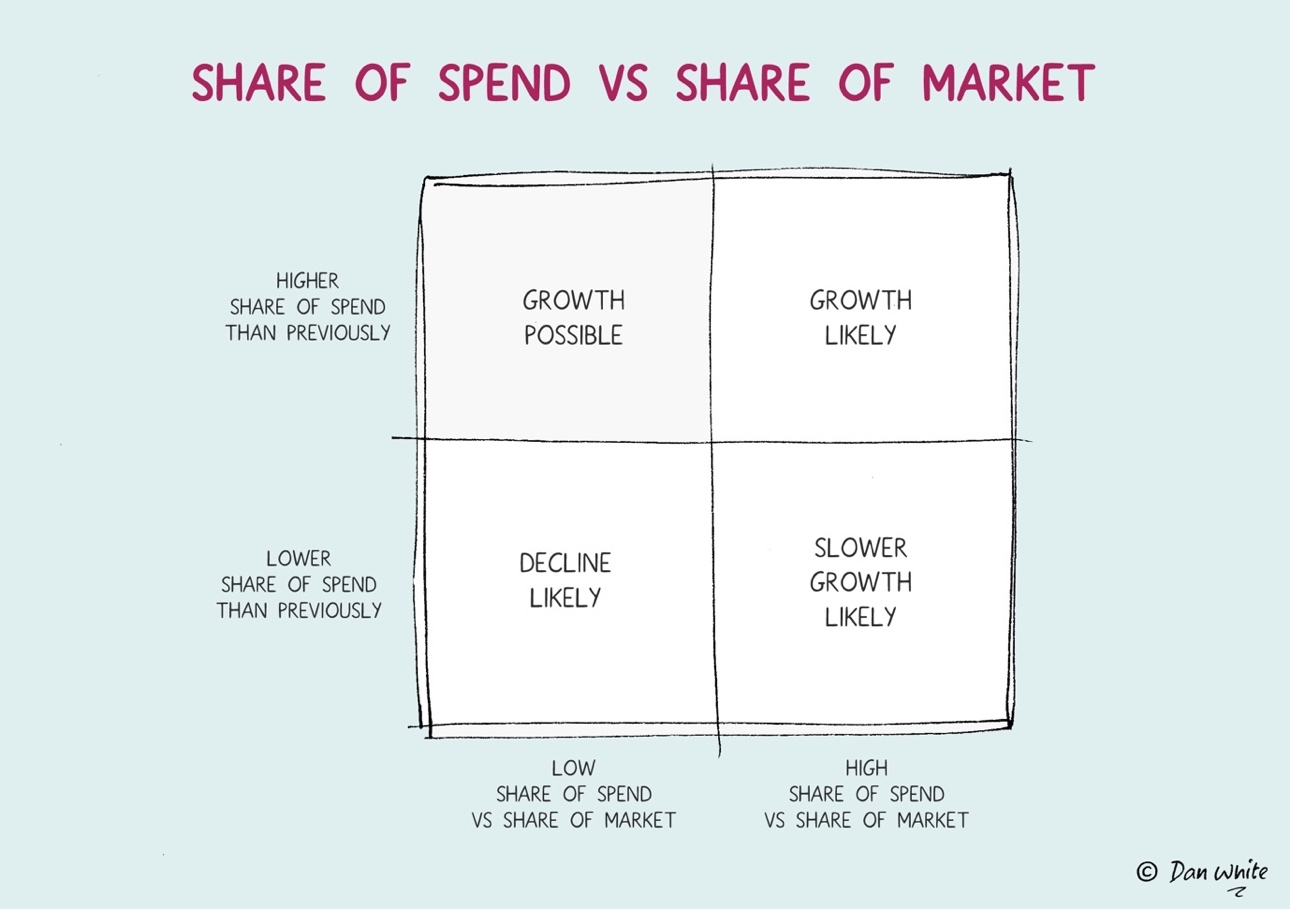 SHARE OF SPEND VS SHARE OF MARKET
HIGHER
SHARE OF SPEND
THAN PREVIOUSLY
GROWTH
POSSIBLE
GROWTH
LIKELY
LOWER
SHARE OF SPEND
THAN PREVIOUSLY
DECLINE
LIKELY
SLOWER
GROWTH
LIKELY
LOW
SHARE OF SPEND
VS SHARE OF MARKET
HIGH
SHARE OF SPEND
VS SHARE OF MARKET
© Dan White